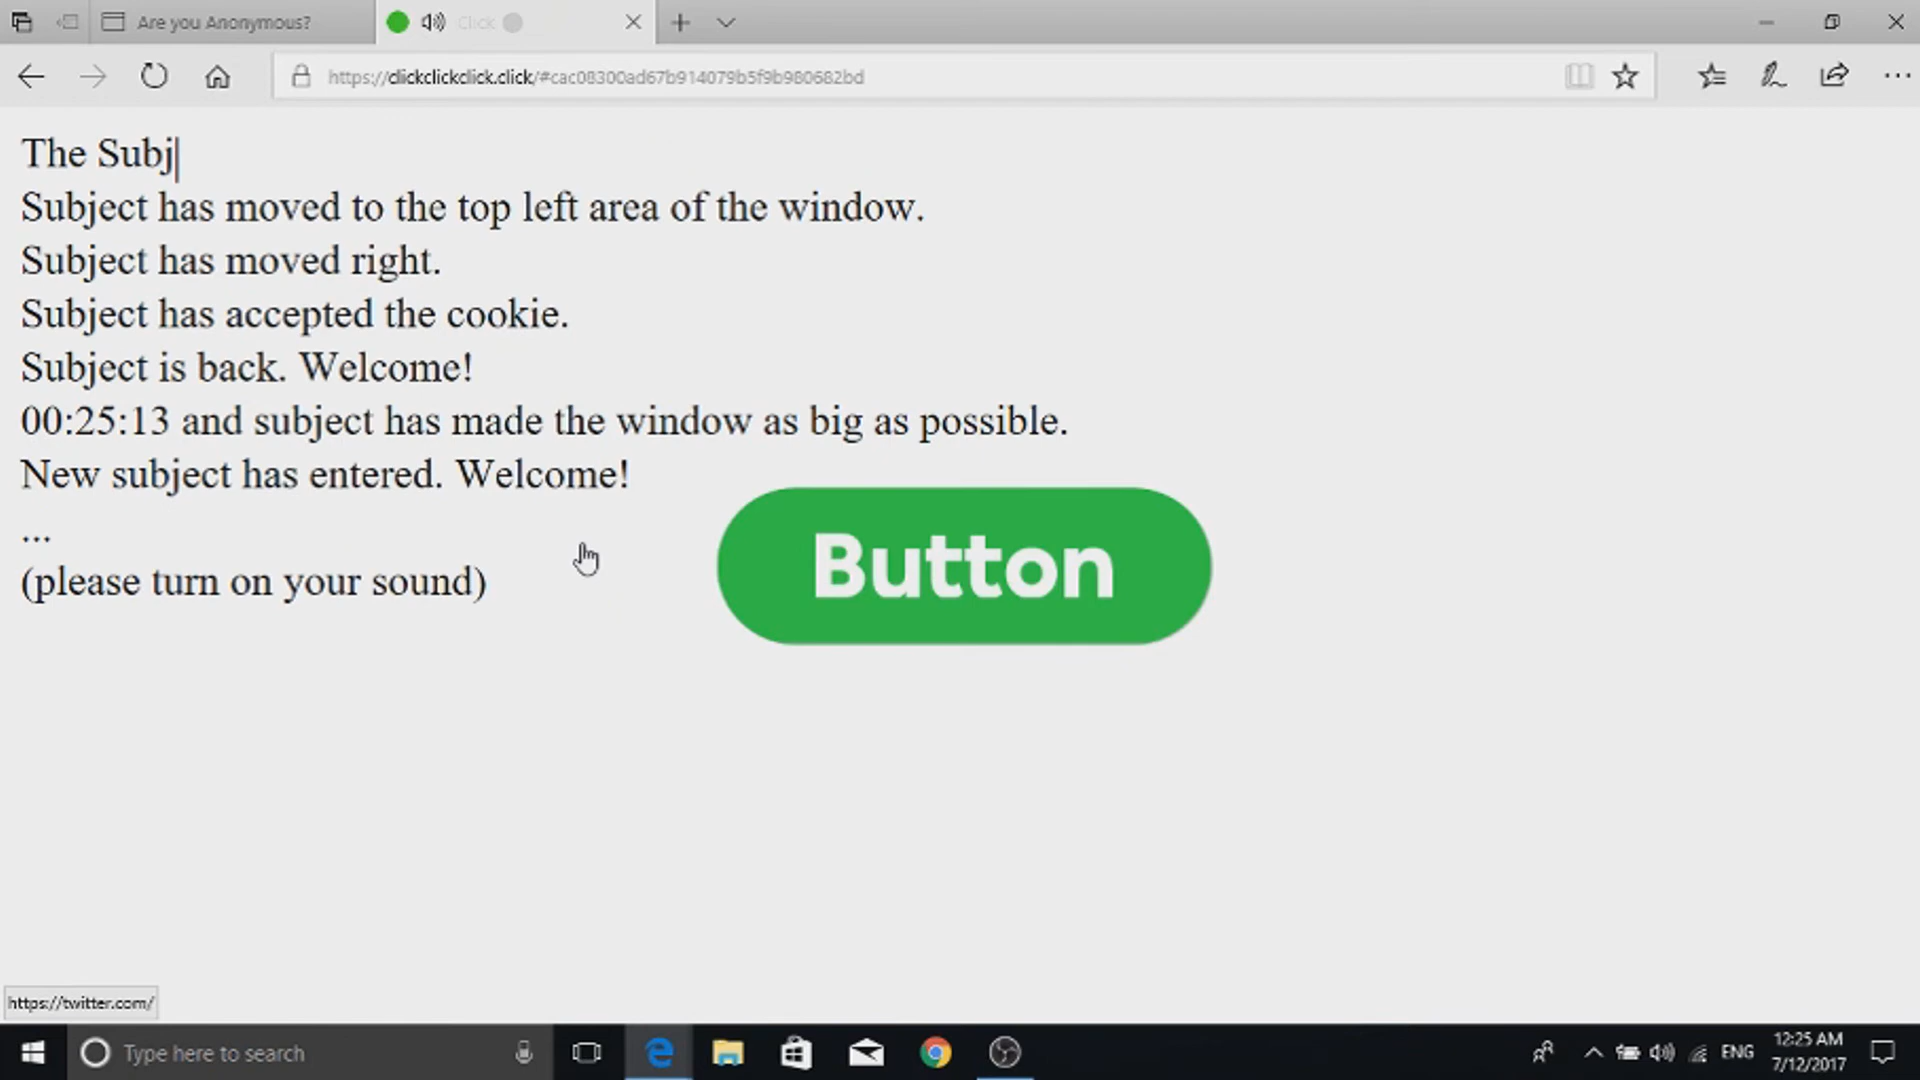 Are you Anonymous?
Click
https://clickclickclick.click/#cac08300ad67b914079b5f9b980682bd
The Subj
Subject has moved to the top left area of the window.
Subject has moved right.
Subject has accepted the cookie.
Subject is back. Welcome!
00:25:13 and subject has made the window as big as possible.
New subject has entered. Welcome!
...
(please turn on your sound)
Button
https://twitter.com/
Type here to search
ENG
12:25 AM
7/12/2017